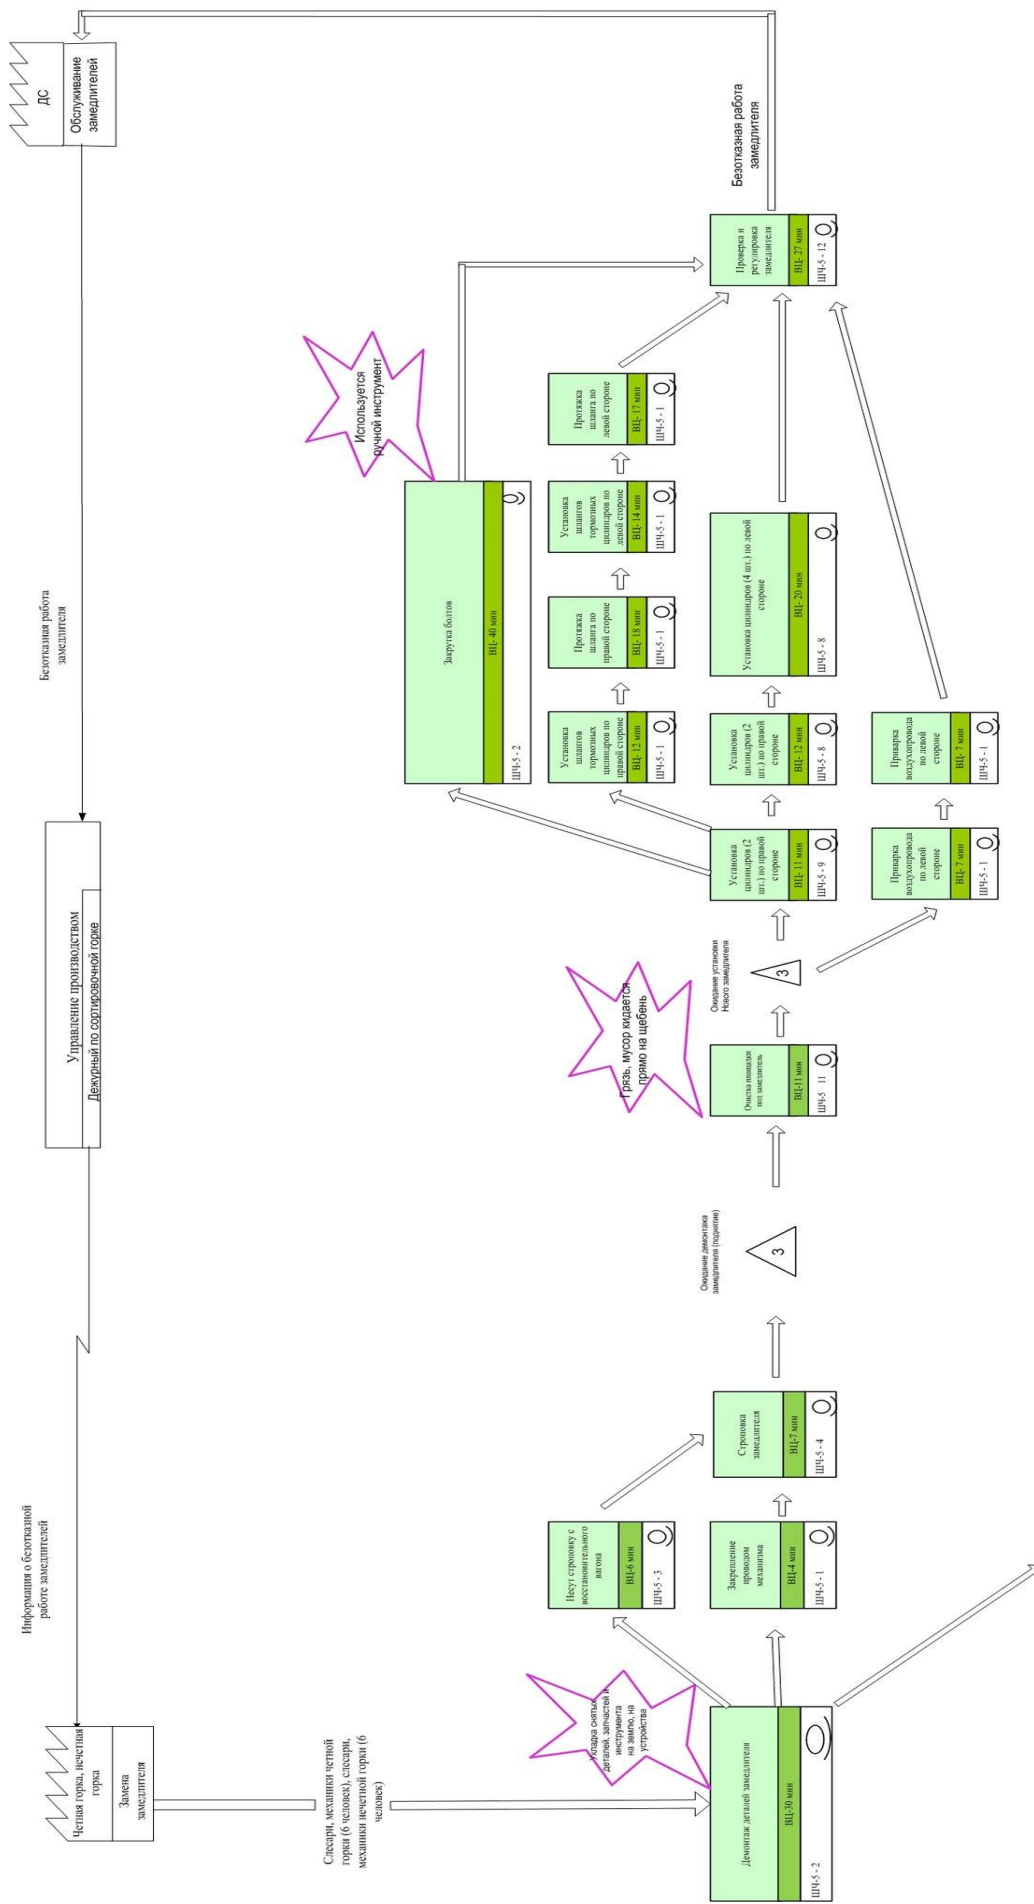 Четная горка, нечетная
горка
Замена
замедлителя
Информация о безотказной
работе замедлителей
Управление производством
Дежурный по сортировочной горке
Безотказная работа
замедлителя
ДС
Обслуживание
замедлителей
Слесари, механики четной
горки (6 человек), слесари,
механики нечетной горки (6
человек)
Укладка снятых
деталей, запчастей и
инструмента
на землю, на
устройства
Демонтаж деталей замедлителя
ВЦ-30 мин
ШЧ-5 - 2
Несут строповку с
восстановительного
вагона
ВЦ-6 мин
ШЧ-5 - 3
Закрепление
проводом
механизма
ВЦ-4 мин
ШЧ-5 - 1
Строповка
замедлителя
ВЦ-7 мин
ШЧ-5 - 4
Ожидание демонтажа
замедлителя (поднятие)
3
Грязь, мусор кидается
прямо на щебень
Очистка площадки
под замедлитель
ВЦ-11 мин
ШЧ-5 - 11
Ожидание установки
Нового замедлителя
3
Установка
цилиндров (2
шт.) по правой
стороне
ВЦ- 11 мин
ШЧ-5 - 9
Приварка
воздухопровода
по левой
стороне
ВЦ- 7 мин
ШЧ-5 - 1
Приварка
воздухопровода
по левой
стороне
ВЦ- 7 мин
ШЧ-5 - 1
Закрутка болтов
ВЦ- 40 мин
ШЧ-5 - 2
Используется
ручной инструмент
Установка
шлангов
тормозных
цилиндров по
правой стороне
ВЦ- 12 мин
ШЧ-5 - 1
Протяжка
шланга по
правой стороне
ВЦ- 18 мин
ШЧ-5 - 1
Установка
шлангов
тормозных
цилиндров по
левой стороне
ВЦ- 14 мин
ШЧ-5 - 1
Протяжка
шланга по
левой стороне
ВЦ- 17 мин
ШЧ-5 - 1
Установка
цилиндров (2
шт.) по правой
стороне
ВЦ- 12 мин
ШЧ-5 - 8
Установка цилиндров (4 шт.) по левой
стороне
ВЦ- 20 мин
ШЧ-5 - 8
Проверка и
регулировка
замедлителя
ВЦ- 27 мин
ШЧ-5 - 12
Безотказная работа
замедлителя